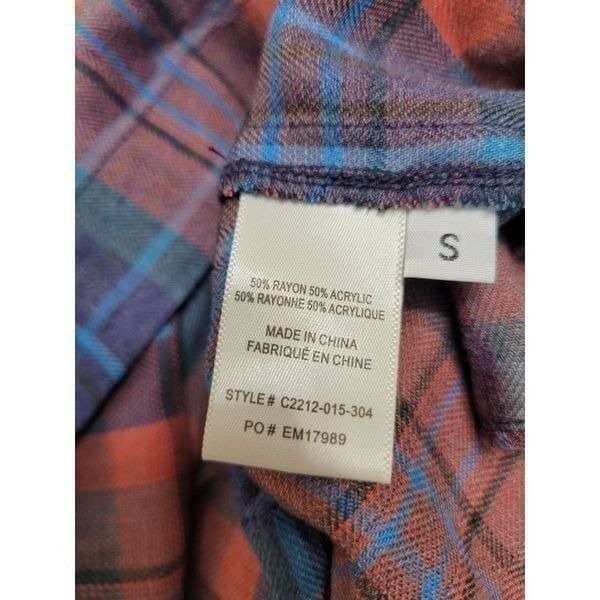 S
50% RAYON 50% ACRYLIC
50% RAYONNE 50% ACRYLIQUE
MADE IN CHINA
FABRIQUÉ EN CHINE
STYLE# C2212-015-304
PO# EM17989